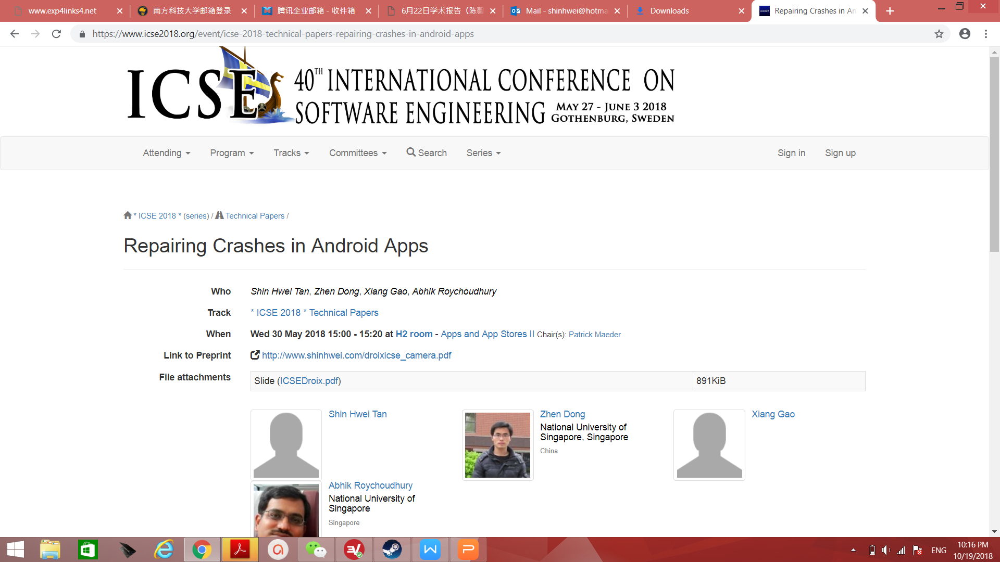 www.exp4links4.net
南方科技大学邮箱登录
腾讯企业邮箱 - 收件箱
6月22日学术报告（陈馨
Mail - shinhwei@hotma
Downloads
Repairing Crashes in An
https://www.icse2018.org/event/icse-2018-technical-papers-repairing-crashes-in-android-apps
ICSE
40TH INTERNATIONAL CONFERENCE ON
SOFTWARE ENGINEERING
MAY 27 - JUNE 3 2018
GOTHENBURG, SWEDEN
Attending
Program
Tracks
Committees
Search
Series
Sign in
Sign up
* ICSE 2018 * (series) / Technical Papers /
Repairing Crashes in Android Apps
Who
Shin Hwei Tan, Zhen Dong, Xiang Gao, Abhik Roychoudhury
Track
* ICSE 2018 * Technical Papers
When
Wed 30 May 2018 15:00 - 15:20 at H2 room - Apps and App Stores II Chair(s): Patrick Maeder
Link to Preprint
http://www.shinhwei.com/droixicse_camera.pdf
File attachments
Slide (ICSEDroix.pdf)
891KiB
Shin Hwei Tan
Zhen Dong
National University of
Singapore, Singapore
China
Xiang Gao
Abhik Roychoudhury
National University of
Singapore
Singapore
ENG
10:16 PM
10/19/2018